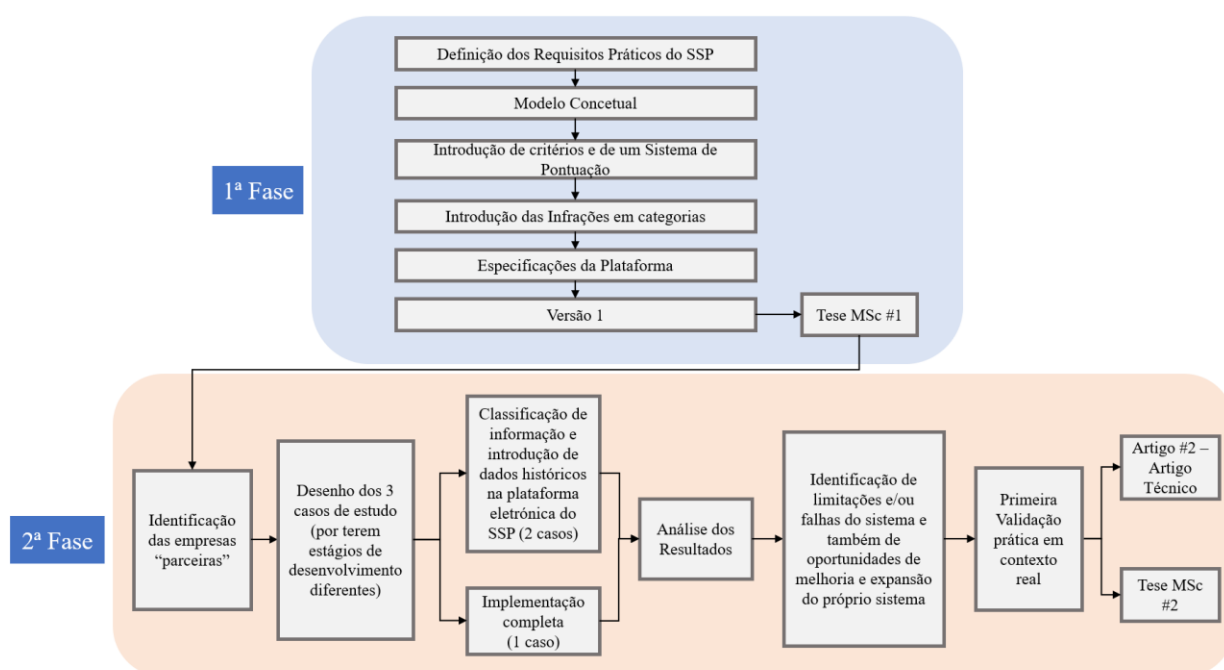 1ª Fase
Definição dos Requisitos Práticos do SSP
Modelo Concetual
Introdução de critérios e de um Sistema de
Pontuação
Introdução das Infrações em categorias
Especificações da Plataforma
Versão 1
Tese MSc #1
2ª Fase
Identificação
das empresas
“parceiras”
Desenho dos 3
casos de estudo
(por terem
estágios de
desenvolvimento
diferentes)
Classificação de
informação e
introdução de
dados históricos
na plataforma
eletrónica do
SSP (2 casos)
Implementação
completa
(1 caso)
Análise dos
Resultados
Identificação de
limitações e/ou
falhas do sistema e
também de
oportunidades de
melhoria e expansão
do próprio sistema
Primeira
Validação
prática em
contexto
real
Artigo #2 –
Artigo
Técnico
Tese MSc
#2